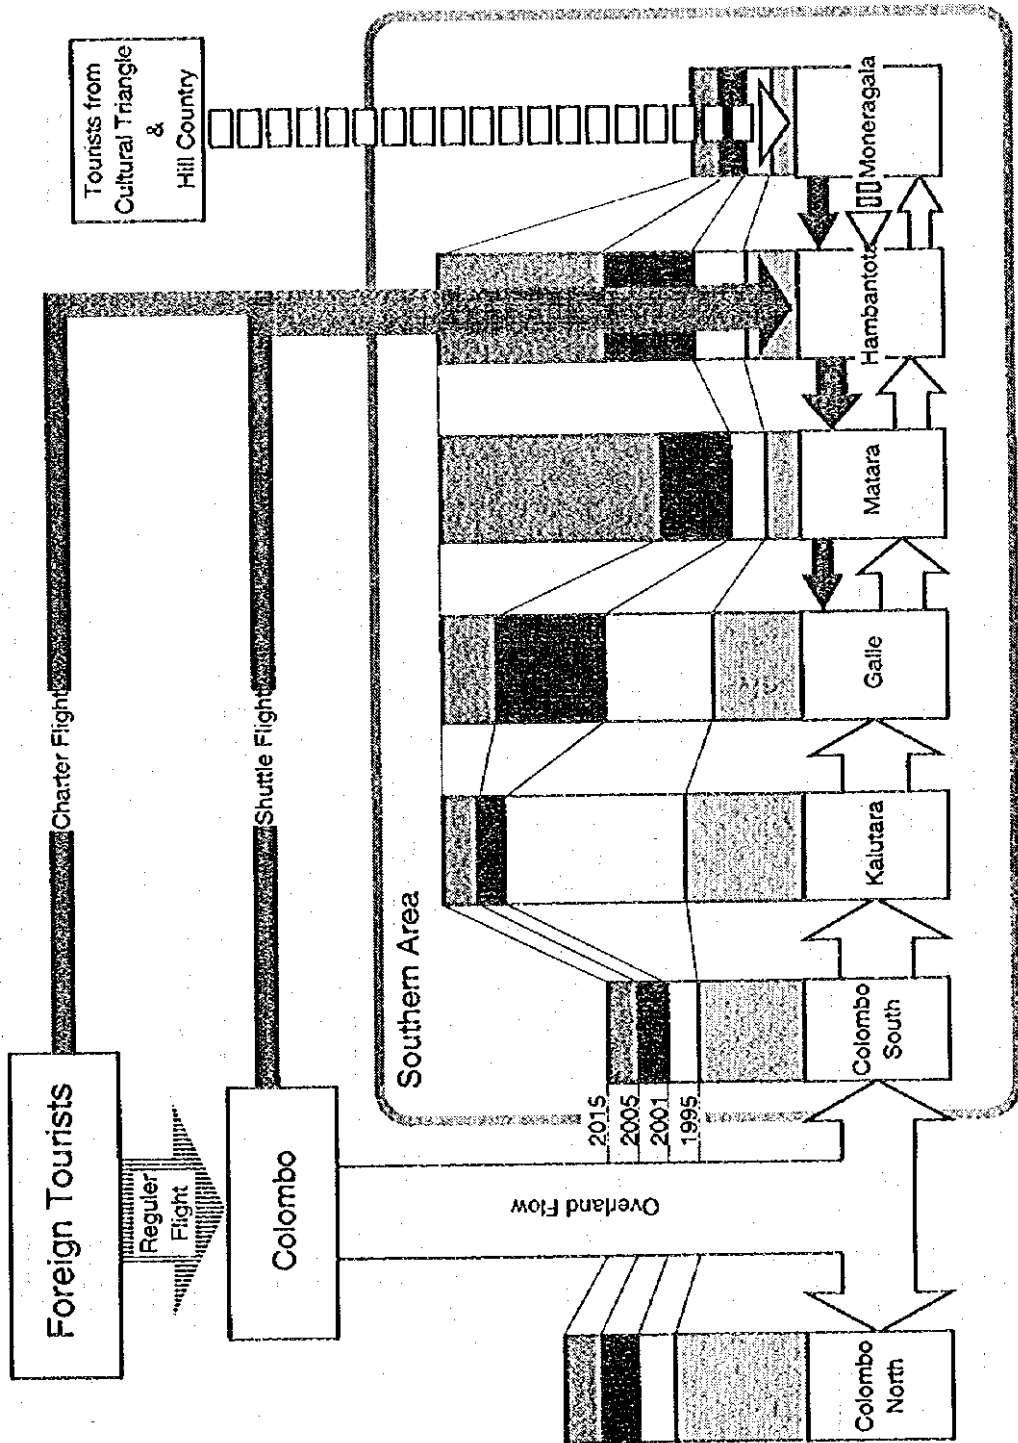 Foreign Tourists
Charter Flight
Tourists from
Cultural Triangle
&
Hill Country
Reguler
Flight
Colombo
Shuttle Flight
Southern Area
Overland Flow
2015
2005
2001
1995
Colombo
North
Colombo
South
Kalutara
Galle
Matara
Hambantota
Moneragala